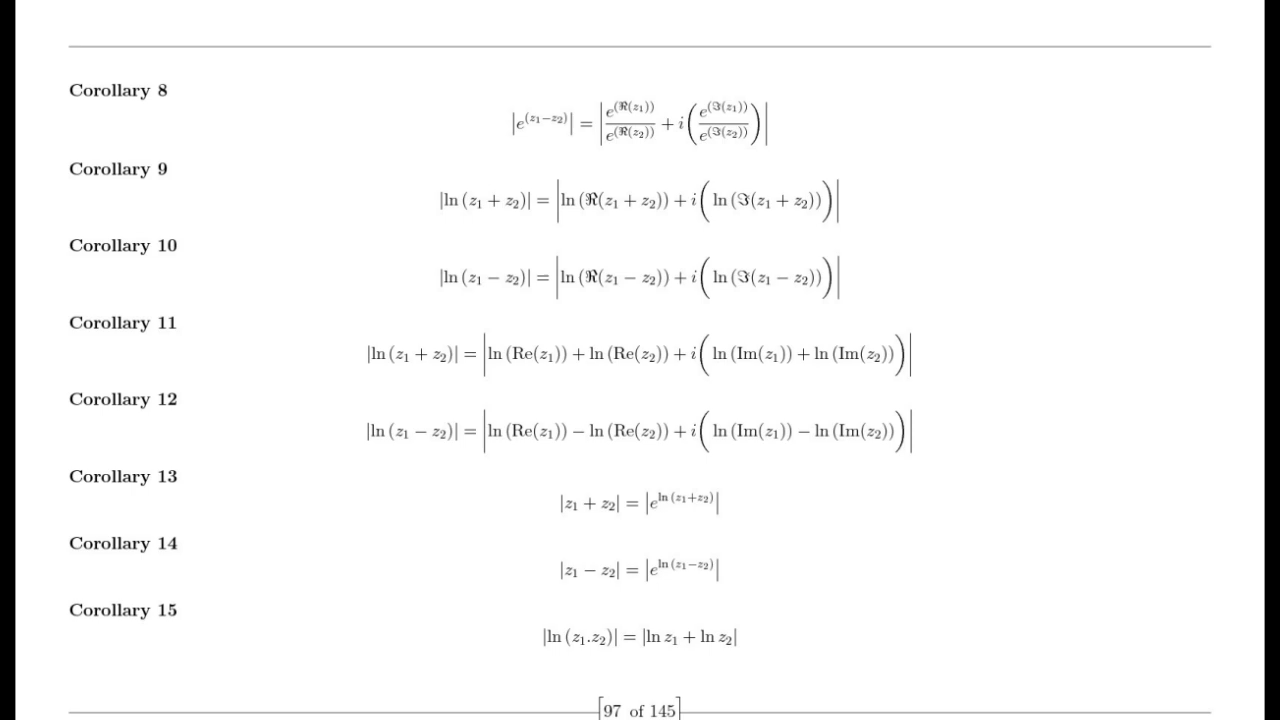 Corollary 8
|e^{(z₁−z₂)}| = |\frac{e^{(ℜ(z₁))}}{e^{(ℜ(z₂))}} + i(\frac{e^{(ℑ(z₁))}}{e^{(ℑ(z₂))}})|
Corollary 9
|ln (z₁ + z₂)| = |ln (ℜ(z₁ + z₂)) + i( ln (ℑ(z₁ + z₂)))|
Corollary 10
|ln (z₁ − z₂)| = |ln (ℜ(z₁ − z₂)) + i( ln (ℑ(z₁ − z₂)))|
Corollary 11
|ln (z₁ + z₂)| = |ln (Re(z₁)) + ln (Re(z₂)) + i( ln (Im(z₁)) + ln (Im(z₂)))|
Corollary 12
|ln (z₁ − z₂)| = |ln (Re(z₁)) − ln (Re(z₂)) + i( ln (Im(z₁)) − ln (Im(z₂)))|
Corollary 13
|z₁ + z₂| = |e^{ln (z₁+z₂)}|
Corollary 14
|z₁ − z₂| = |e^{ln (z₁−z₂)}|
Corollary 15
|ln (z₁.z₂)| = |ln z₁ + ln z₂|
[97 of 145]